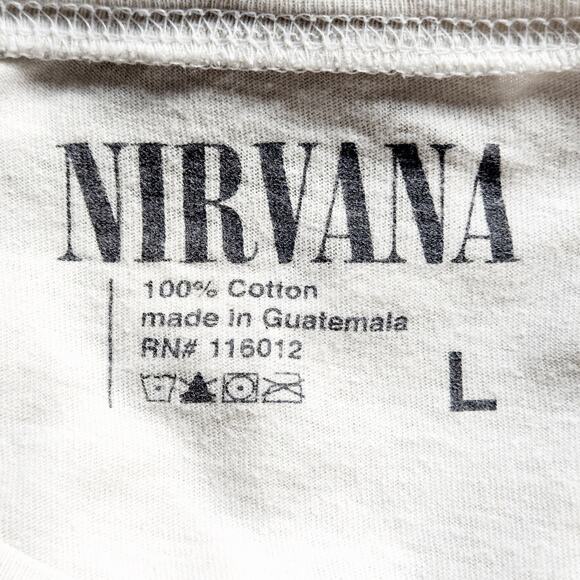 NIRVANA
100% Cotton
made in Guatemala
RN# 116012
L